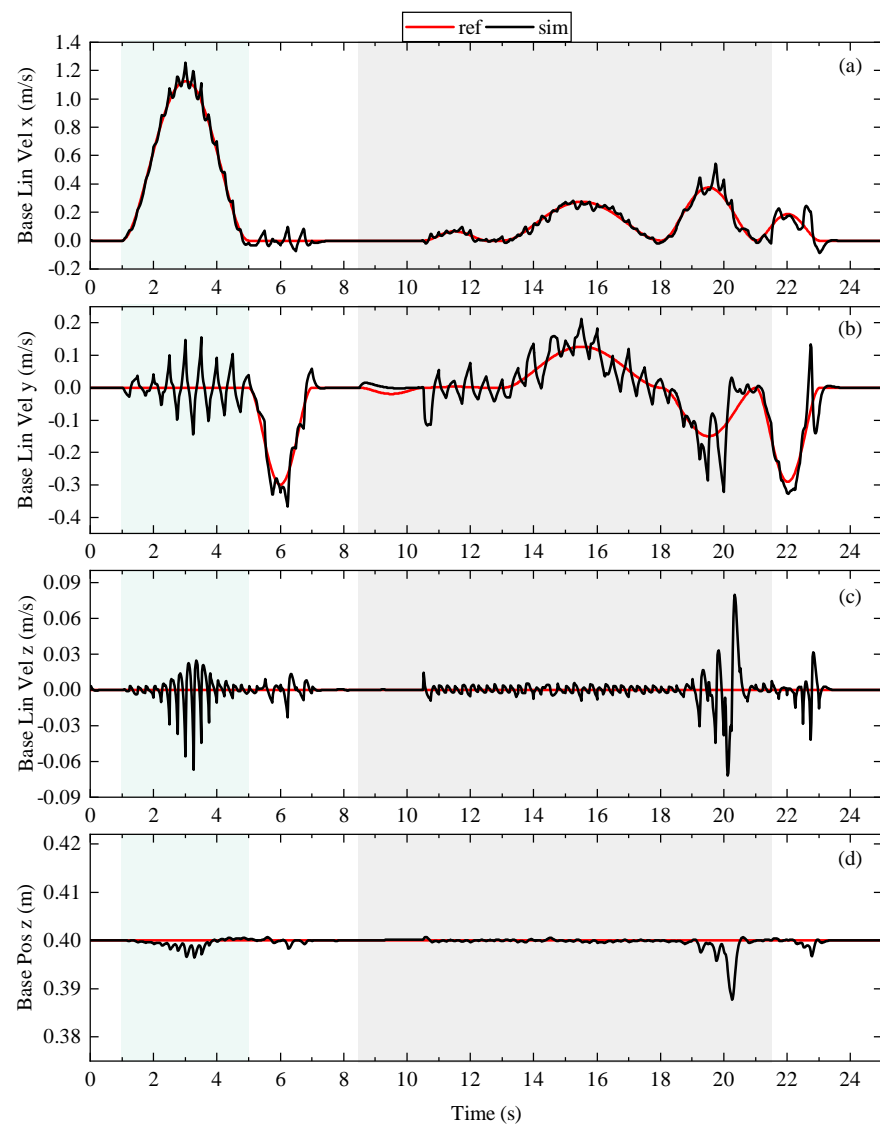 ref sim
1.4
1.2
1.0
0.8
0.6
0.4
0.2
0.0
-0.2
Base Lin Vel x (m/s)
(a)
0 2 4 6 8 10 12 14 16 18 20 22 24
0.2
0.1
0.0
-0.1
-0.2
-0.3
-0.4
Base Lin Vel y (m/s)
(b)
0 2 4 6 8 10 12 14 16 18 20 22 24
0.09
0.06
0.03
0.00
-0.03
-0.06
-0.09
Base Lin Vel z (m/s)
(c)
0 2 4 6 8 10 12 14 16 18 20 22 24
0.42
0.41
0.40
0.39
0.38
Base Pos z (m)
(d)
0 2 4 6 8 10 12 14 16 18 20 22 24
Time (s)